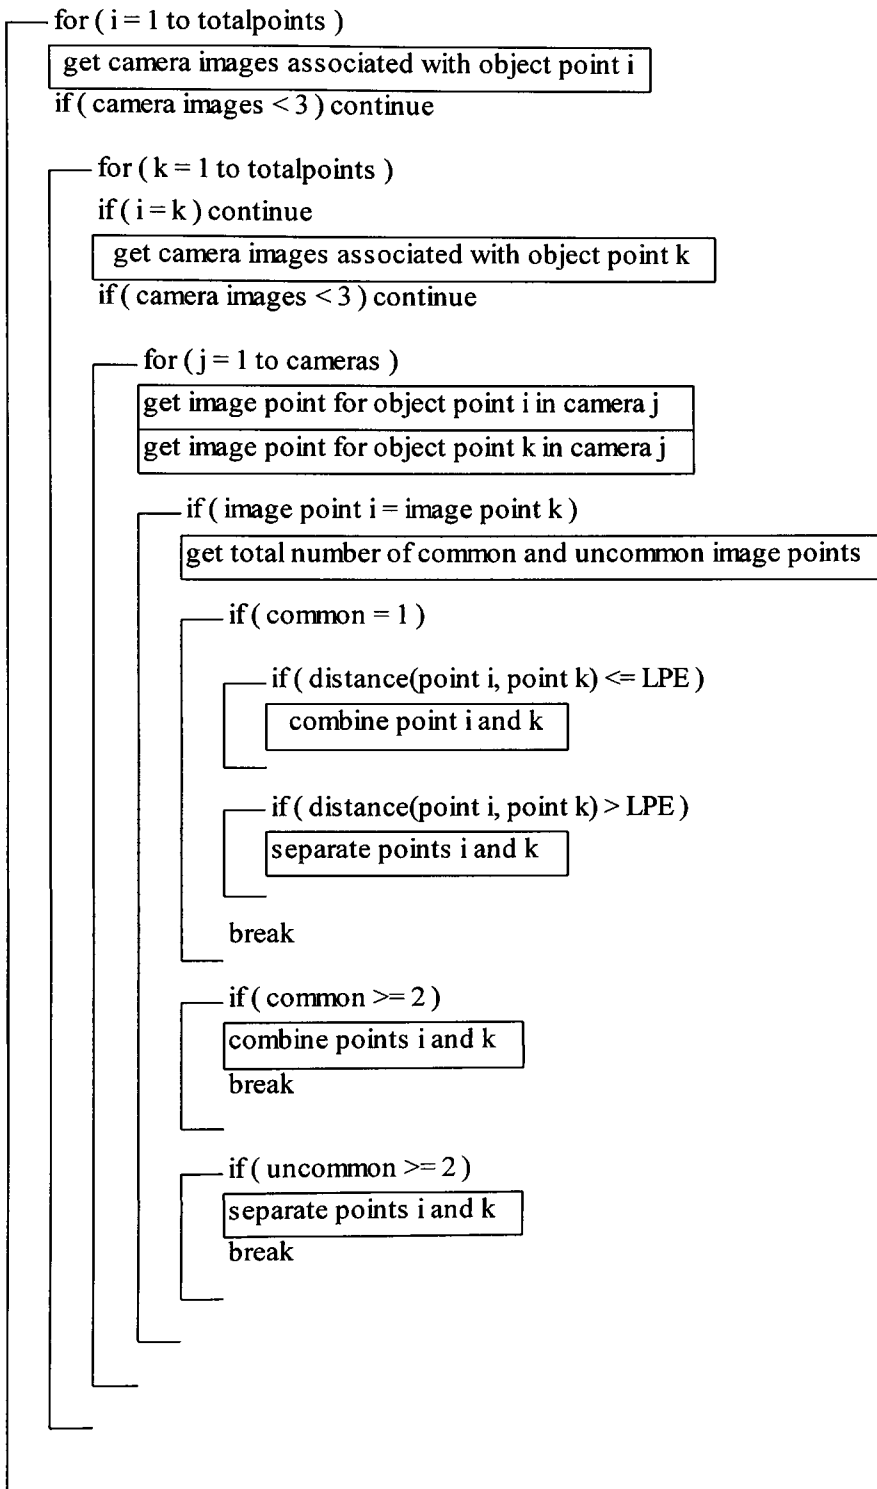 for ( i = 1 to totalpoints )
get camera images associated with object point i
if ( camera images < 3 ) continue
for ( k = 1 to totalpoints )
if ( i = k ) continue
get camera images associated with object point k
if ( camera images < 3 ) continue
for ( j = 1 to cameras )
get image point for object point i in camera j
get image point for object point k in camera j
if ( image point i = image point k )
get total number of common and uncommon image points
if ( common = 1 )
if ( distance(point i, point k) <= LPE )
combine point i and k
if ( distance(point i, point k) > LPE )
separate points i and k
break
if ( common >= 2 )
combine points i and k
break
if ( uncommon >= 2 )
separate points i and k
break